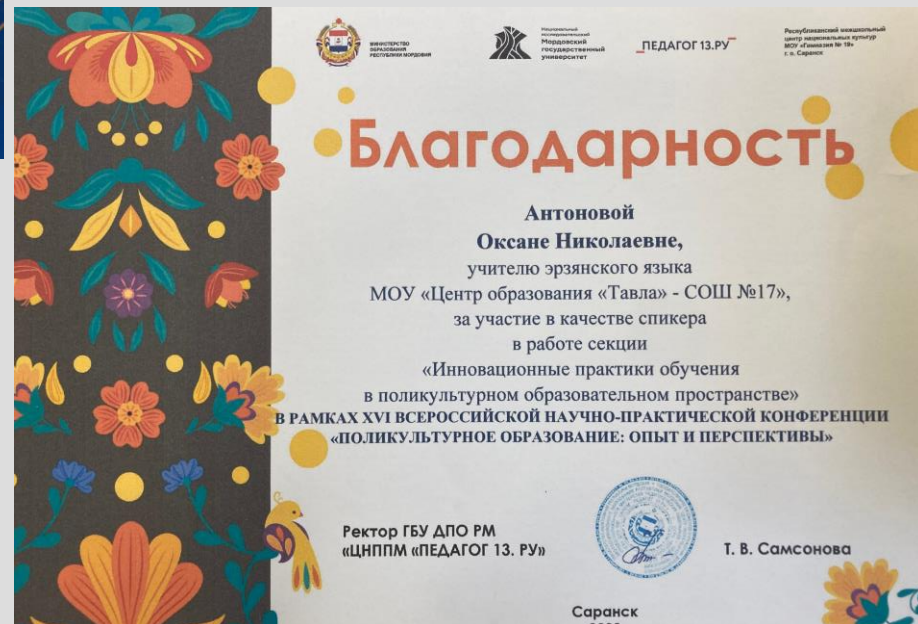 МИНИСТЕРСТВО
ОБРАЗОВАНИЯ
РЕСПУБЛИКИ МОРДОВИЯ
Национальный
исследовательский
Мордовский
государственный
университет
ПЕДАГОГ 13.РУ
Республиканский межшкольный
центр национальных культур
МОУ «Гимназия № 19»
г. о. Саранск
Благодарность
Антоновой
Оксане Николаевне,
учителю эрзянского языка
МОУ «Центр образования «Тавла» - СОШ №17»,
за участие в качестве спикера
в работе секции
«Инновационные практики обучения
в поликультурном образовательном пространстве»
В РАМКАХ XVI ВСЕРОССИЙСКОЙ НАУЧНО-ПРАКТИЧЕСКОЙ КОНФЕРЕНЦИИ
«ПОЛИКУЛЬТУРНОЕ ОБРАЗОВАНИЕ: ОПЫТ И ПЕРСПЕКТИВЫ»
Ректор ГБУ ДПО РМ
«ЦНППМ «ПЕДАГОГ 13. РУ»
Т. В. Самсонова
Саранск